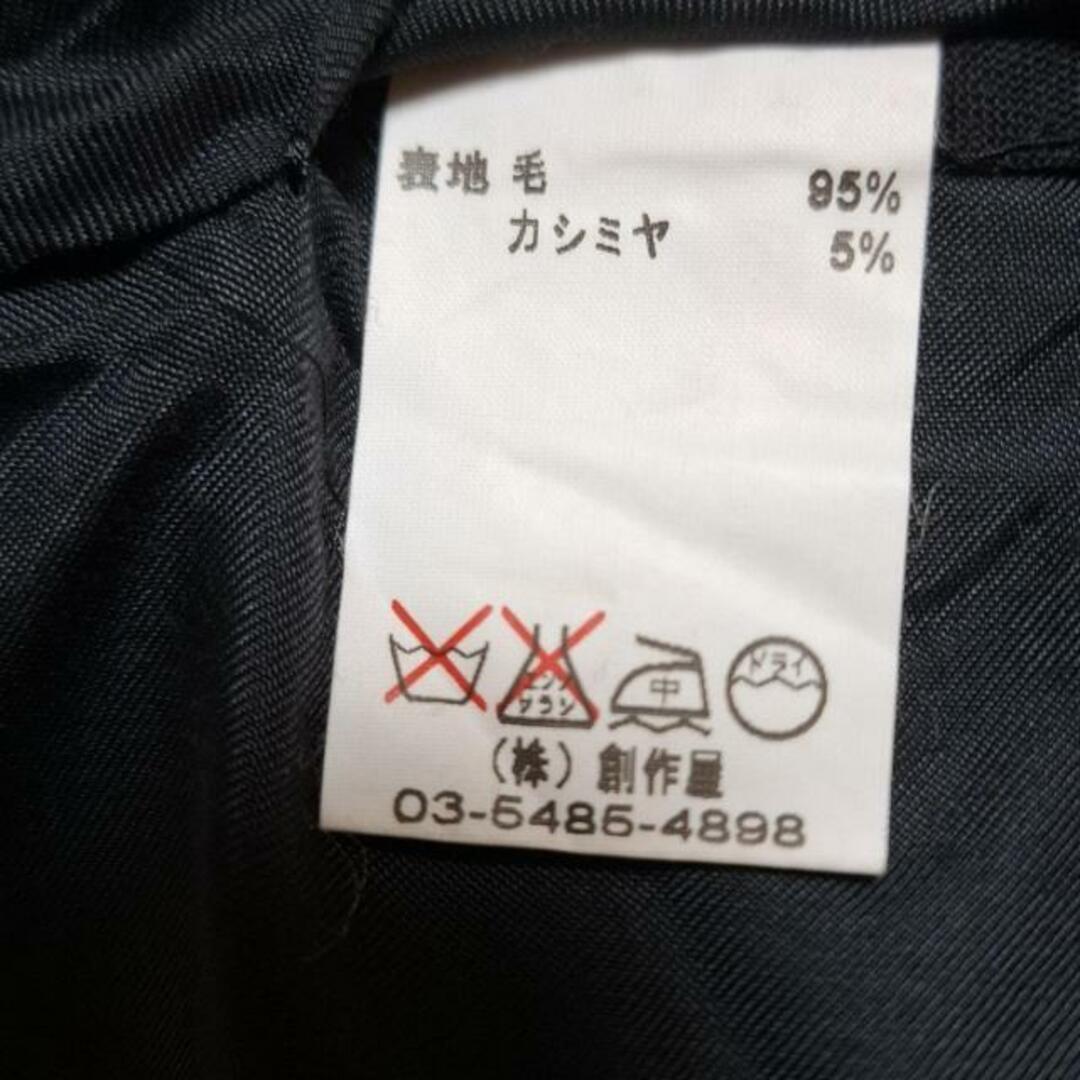 表地 毛 95%
カシミヤ 5%
エンソ
サラシ
中
ドライ
(株) 創作屋
03-5485-4898